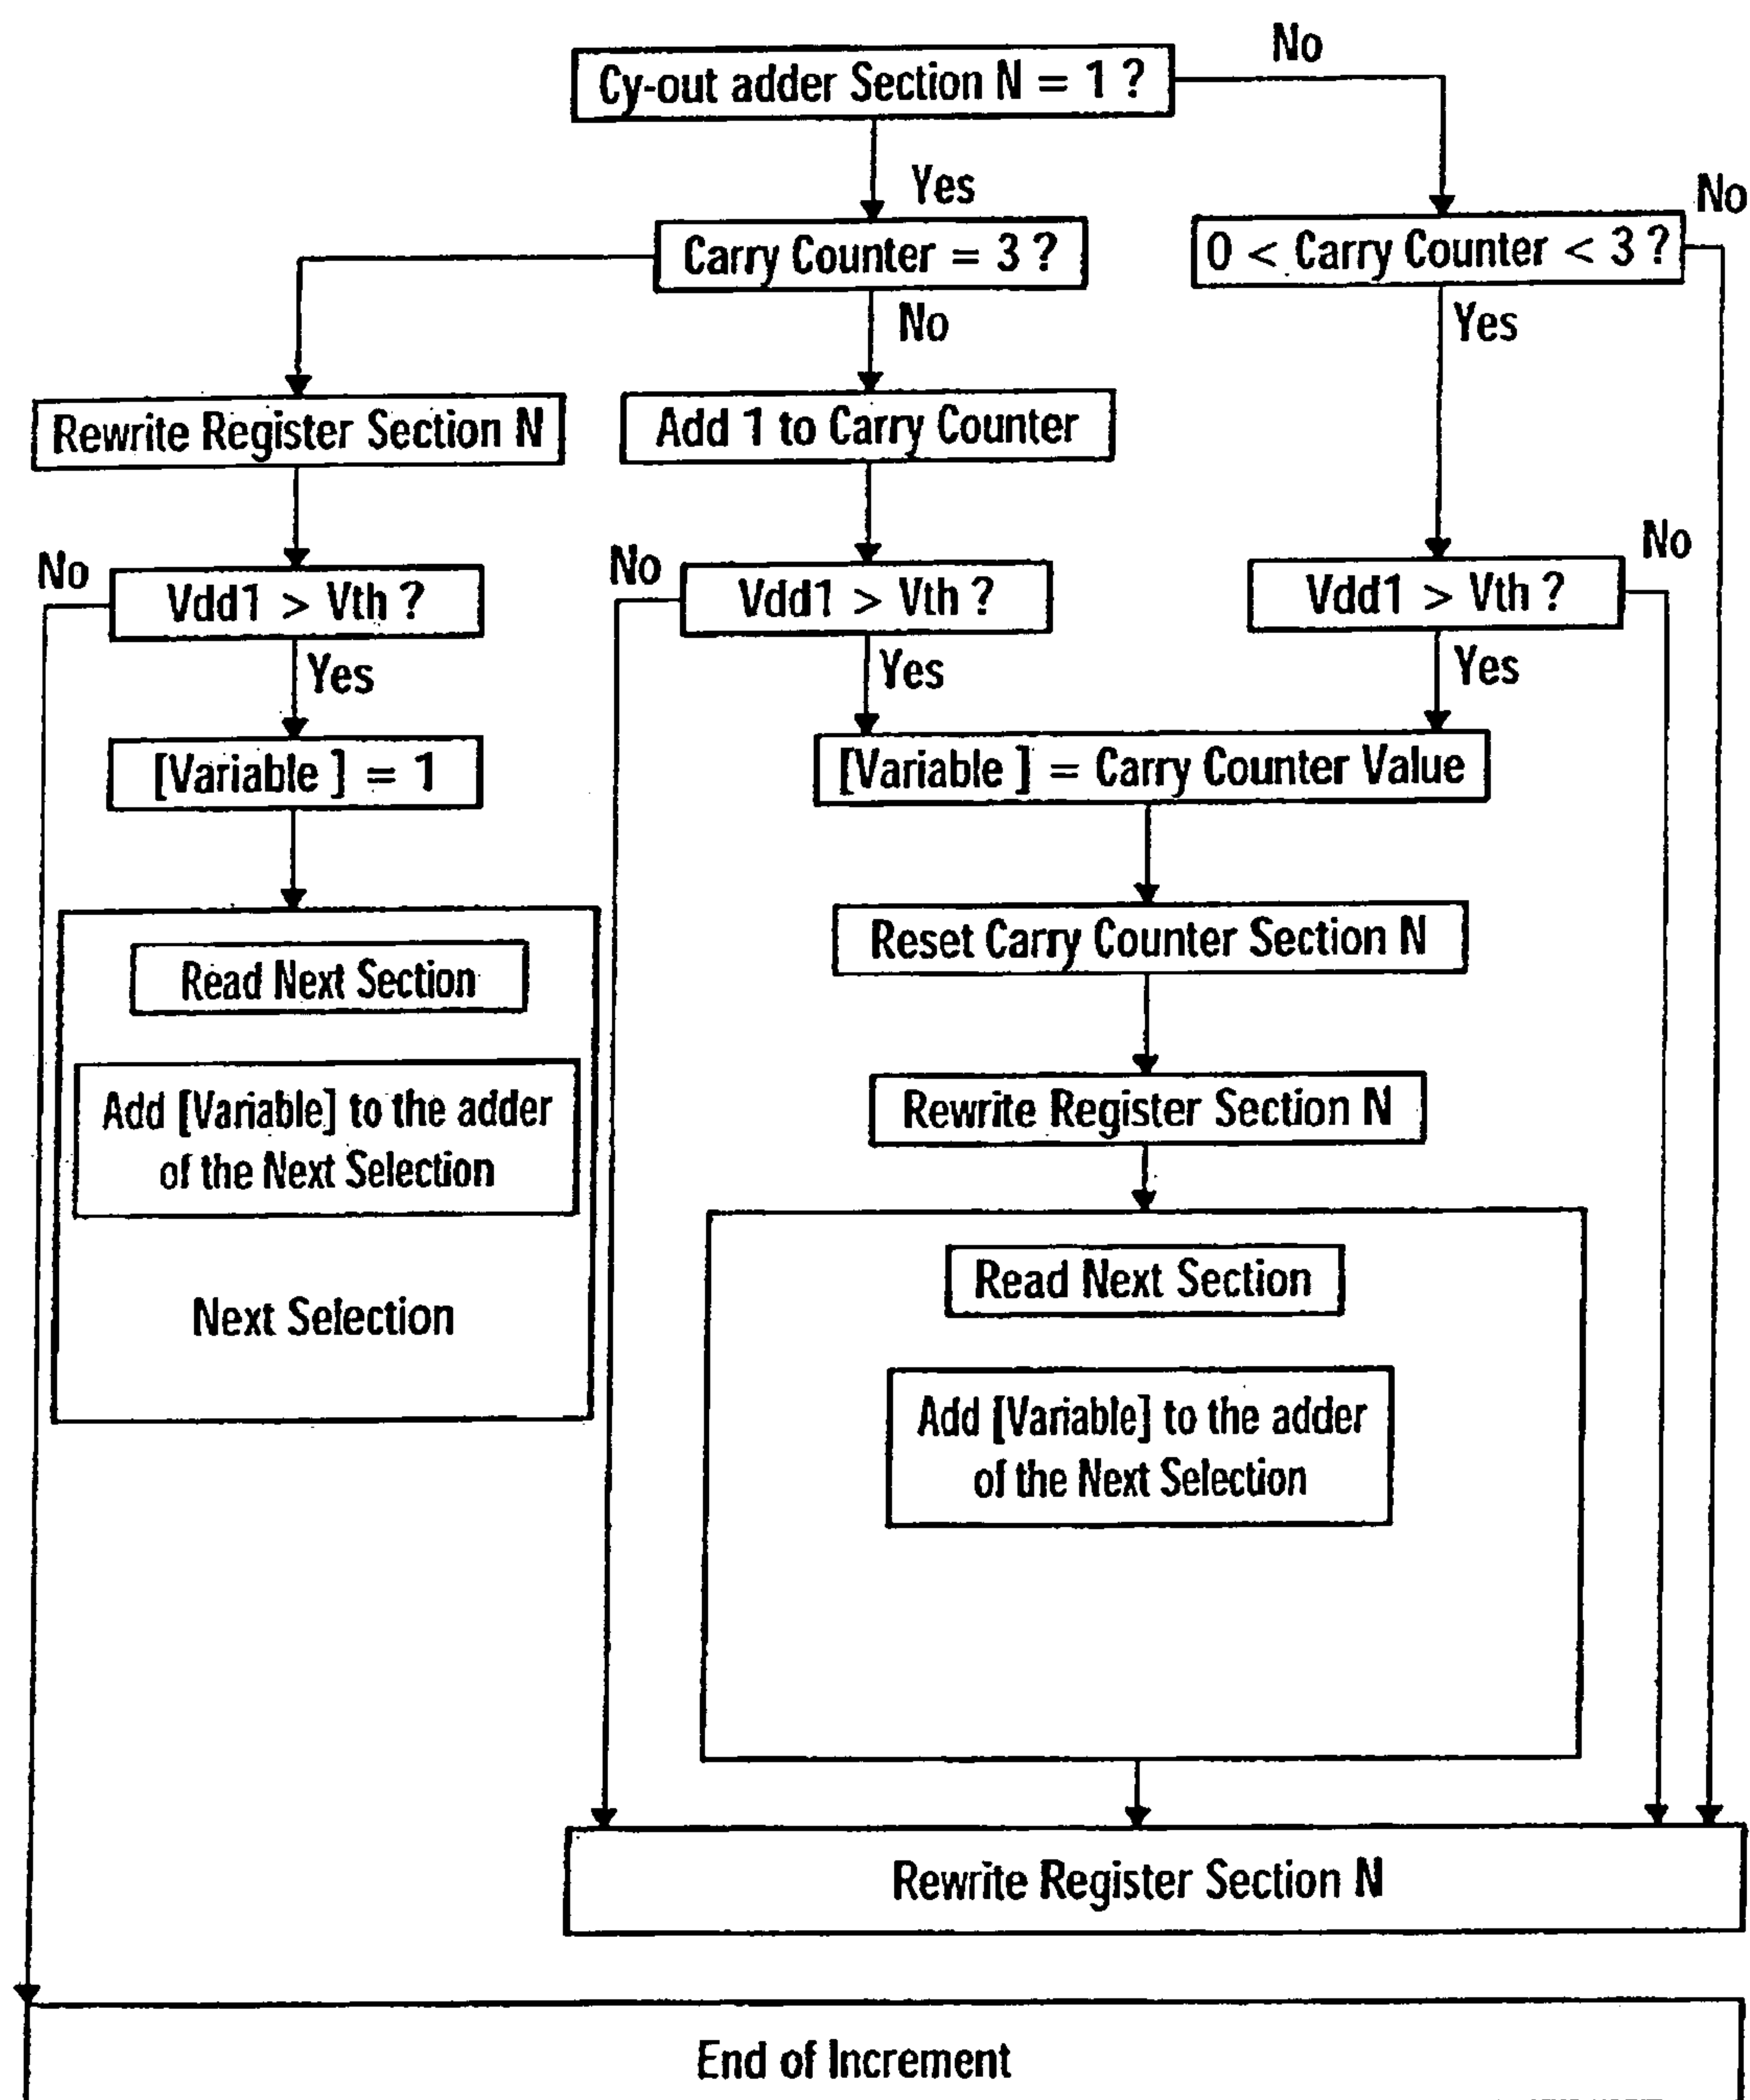 No
Cy-out adder Section N = 1 ?
Yes
No
Carry Counter = 3 ?
0 < Carry Counter < 3 ?
No
Yes
Rewrite Register Section N
Add 1 to Carry Counter
No
Vdd1 > Vth ?
No
Vdd1 > Vth ?
No
Vdd1 > Vth ?
Yes
Yes
Yes
[Variable ] = 1
[Variable ] = Carry Counter Value
Reset Carry Counter Section N
Read Next Section
Add [Variable] to the adder
of the Next Selection
Next Selection
Rewrite Register Section N
Read Next Section
Add [Variable] to the adder
of the Next Selection
Rewrite Register Section N
End of Increment